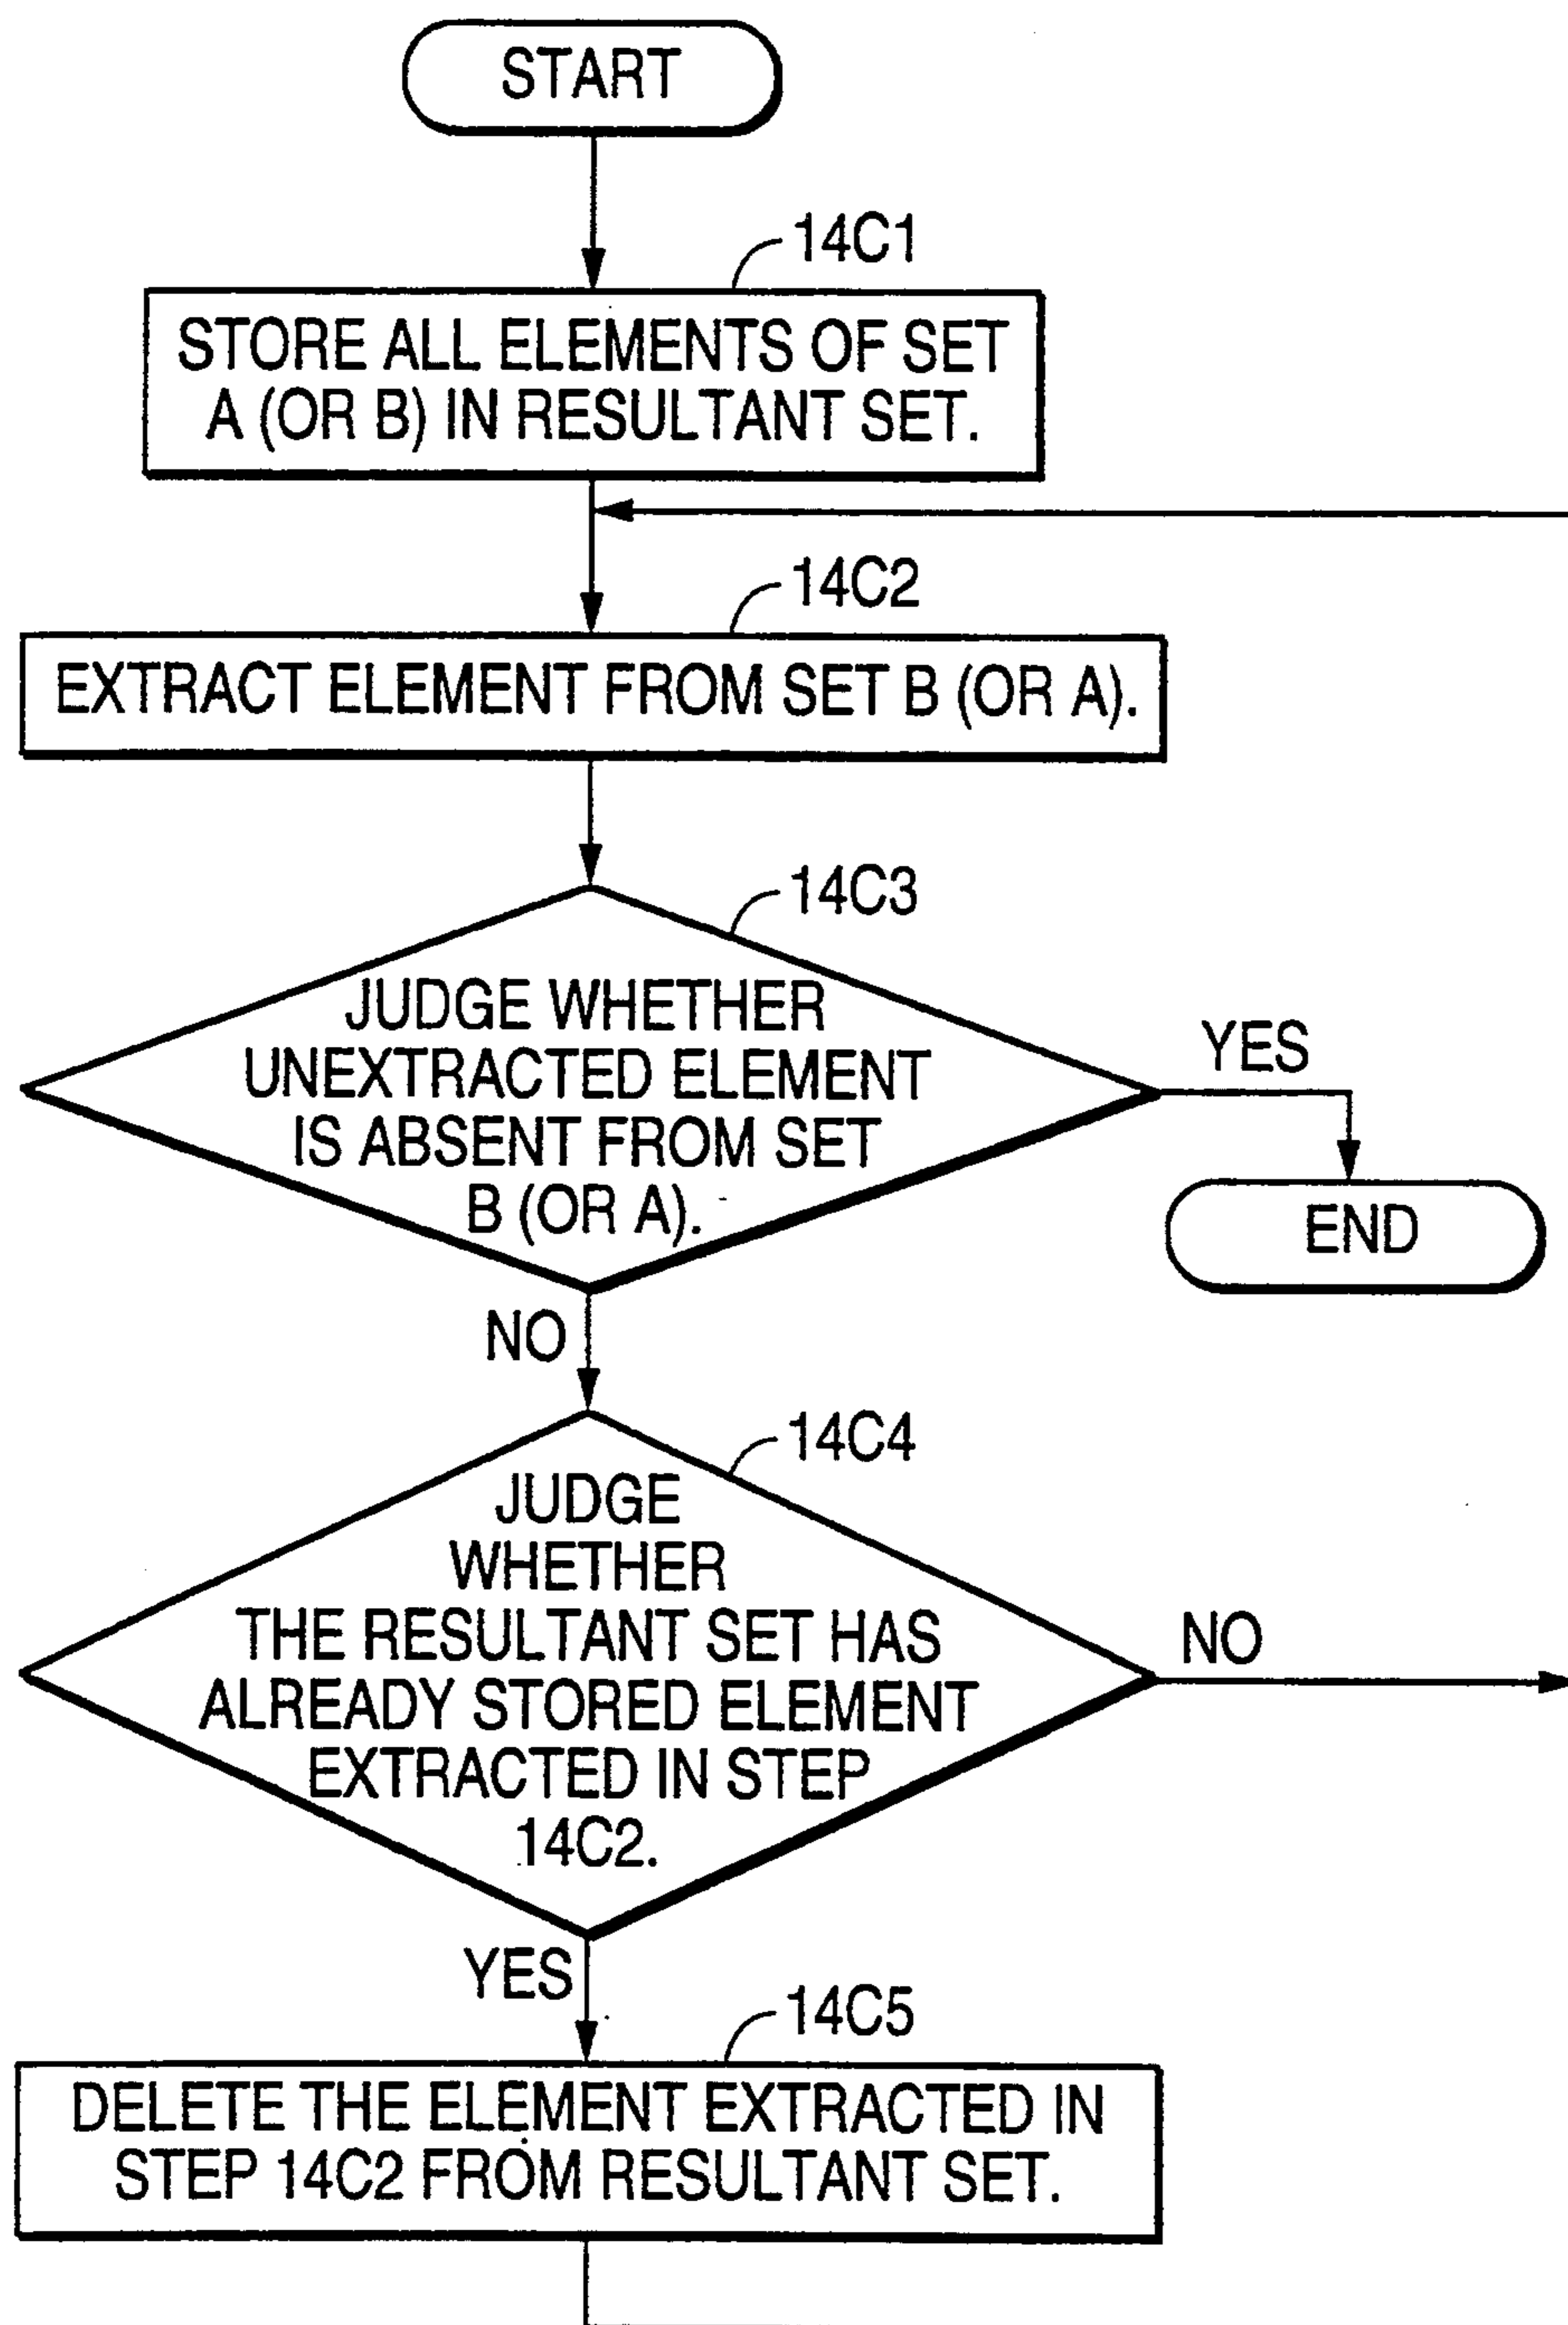 START
14C1
STORE ALL ELEMENTS OF SET
A (OR B) IN RESULTANT SET.
14C2
EXTRACT ELEMENT FROM SET B (OR A).
14C3
JUDGE WHETHER
UNEXTRACTED ELEMENT
IS ABSENT FROM SET
B (OR A).
YES
END
NO
14C4
JUDGE
WHETHER
THE RESULTANT SET HAS
ALREADY STORED ELEMENT
EXTRACTED IN STEP
14C2.
NO
YES
14C5
DELETE THE ELEMENT EXTRACTED IN
STEP 14C2 FROM RESULTANT SET.